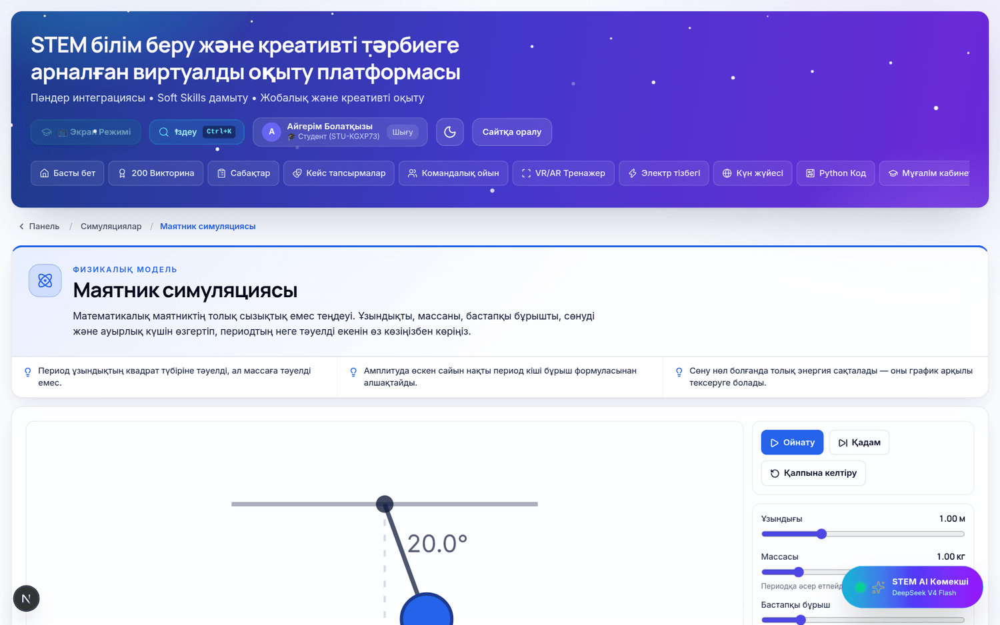 STEM білім беру және креативті тәрбиеге
арналған виртуалды оқыту платформасы
Пәндер интеграциясы • Soft Skills дамыту • Жобалық және креативті оқыту
📺 Экран Режимі
Іздеу Ctrl+K
A
Айгерім Болатқызы
🎓 Студент (STU-KGXP73)
Шығу
Сайтқа оралу
Басты бет
200 Викторина
Сабақтар
Кейс тапсырмалар
Командалық ойын
VR/AR Тренажер
Электр тізбегі
Күн жүйесі
Python Код
Мұғалім кабинет
Панель / Симуляциялар / Маятник симуляциясы
ФИЗИКАЛЫҚ МОДЕЛЬ
Маятник симуляциясы
Математикалық маятниктің толық сызықтық емес теңдеуі. Ұзындықты, массаны, бастапқы бұрышты, сөнуді
және ауырлық күшін өзгертіп, периодтың неге тәуелді екенін өз көзіңізбен көріңіз.
Период ұзындықтың квадрат түбіріне тәуелді, ал массаға тәуелді
емес.
Амплитуда өскен сайын нақты период кіші бұрыш формуласынан
алшақтайды.
Сөну нөл болғанда толық энергия сақталады — оны график арқылы
тексеруге болады.
20.0°
Ойнату
Қадам
Қалпына келтіру
Ұзындығы 1.00 м
Массасы 1.00 кг
Периодқа әсер етпейд
Бастапқы бұрыш
STEM AI Көмекші
DeepSeek V4 Flash
N